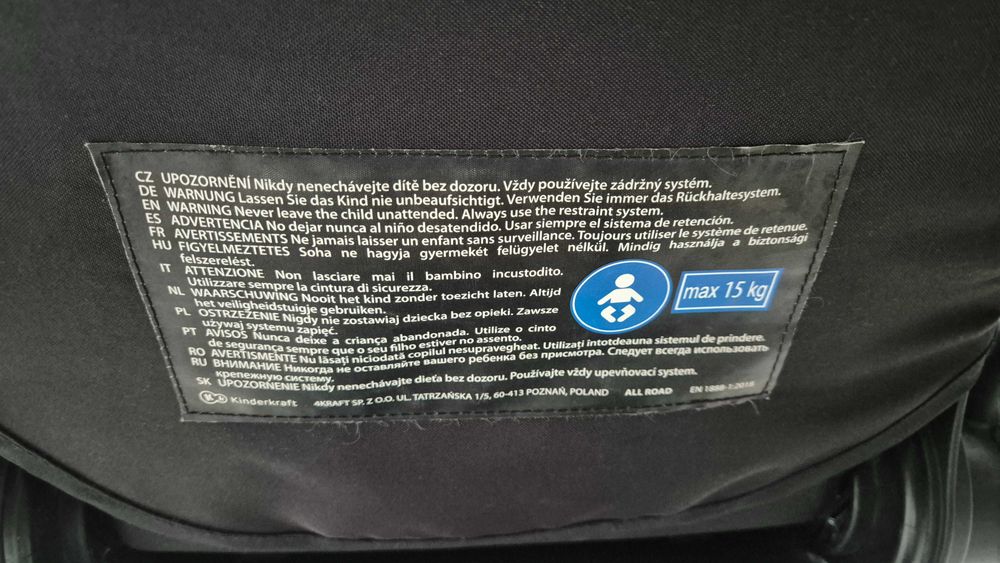 CZ UPOZORNĚNÍ Nikdy nenechávejte dítě bez dozoru. Vždy používejte zádržný systém.
DE WARNUNG Lassen Sie das Kind nie unbeaufsichtigt. Verwenden Sie immer das Rückhaltesystem.
EN WARNING Never leave the child unattended. Always use the restraint system.
ES ADVERTENCIA No dejar nunca al niño desatendido. Usar siempre el sistema de retención.
FR AVERTISSEMENTS Ne jamais laisser un enfant sans surveillance. Toujours utiliser le système de retenue.
HU FIGYELMEZTETES Soha ne hagyja gyermekét felügyelet nélkül. Mindig használja a biztonsági
felszerelést.
IT ATTENZIONE Non lasciare mai il bambino incustodito.
Utilizzare sempre la cintura di sicurezza.
NL WAARSCHUWING Nooit het kind zonder toezicht laten. Altijd
het veiligheidstuigje gebruiken.
PL OSTRZEŻENIE Nigdy nie zostawiaj dziecka bez opieki. Zawsze
używaj systemu zapięć.
PT AVISOS Nunca deixe a criança abandonada. Utilize o cinto
de segurança sempre que o seu filho estiver no assento.
RO AVERTISMENTE Nu lăsați niciodată copilul nesupravegheat. Utilizați întotdeauna sistemul de prindere.
RU ВНИМАНИЕ Никогда не оставляйте вашего ребенка без присмотра. Следует всегда использовать
крепежную систему.
SK UPOZORNENIE Nikdy nenechávejte dieťa bez dozoru. Používejte vždy upevňovací system.
max 15 kg
Kinderkraft 4KRAFT SP. Z O.O. UL. TATRZAŃSKA 1/5, 60-413 POZNAŃ, POLAND ALL ROAD EN 1888-1:2018